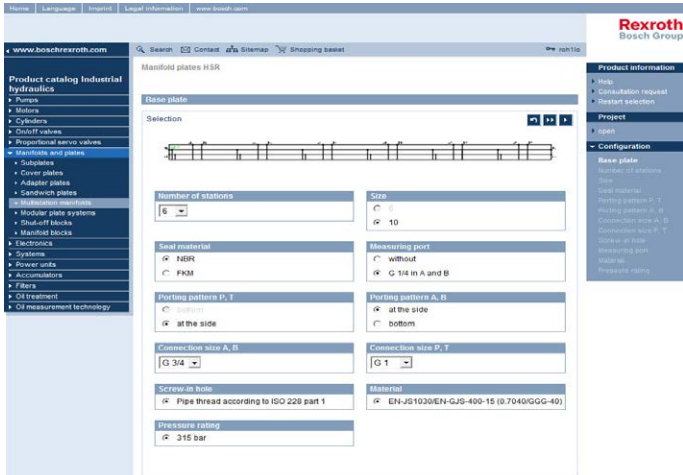 Home | Language | Imprint | Legal information | www.bosch.com
Rexroth
Bosch Group
www.boschrexroth.com
Search Contact Sitemap Shopping basket
Product catalog Industrial
hydraulics
Pumps
Motors
Cylinders
On/off valves
Proportional servo valves
Manifolds and plates
Subplates
Cover plates
Adapter plates
Sandwich plates
Multistation manifolds
Modular plate systems
Shut-off blocks
Manifold blocks
Electronics
Systems
Power units
Accumulators
Filters
Oil treatment
Oil measurement technology
Manifold plates HSR
Base plate
Selection
Number of stations
6
Size
6
10
Seal material
NBR
FKM
Measuring port
without
G 1/4 in A and B
Porting pattern P, T
bottom
at the side
Porting pattern A, B
at the side
bottom
Connection size A, B
G 3/4
Connection size P, T
G 1
Screw-in hole
Pipe thread according to ISO 228 part 1
Material
EN-JS1030/EN-GJS-400-15 (0.7040/GGG-40)
Pressure rating
315 bar
Product information
Help
Consultation request
Restart selection
Project
open
Configuration
Base plate
Number of stations
Size
Seal material
Porting pattern P, T
Porting pattern A, B
Connection size A, B
Connection size P, T
Screw-in hole
Measuring port
Material
Pressure rating